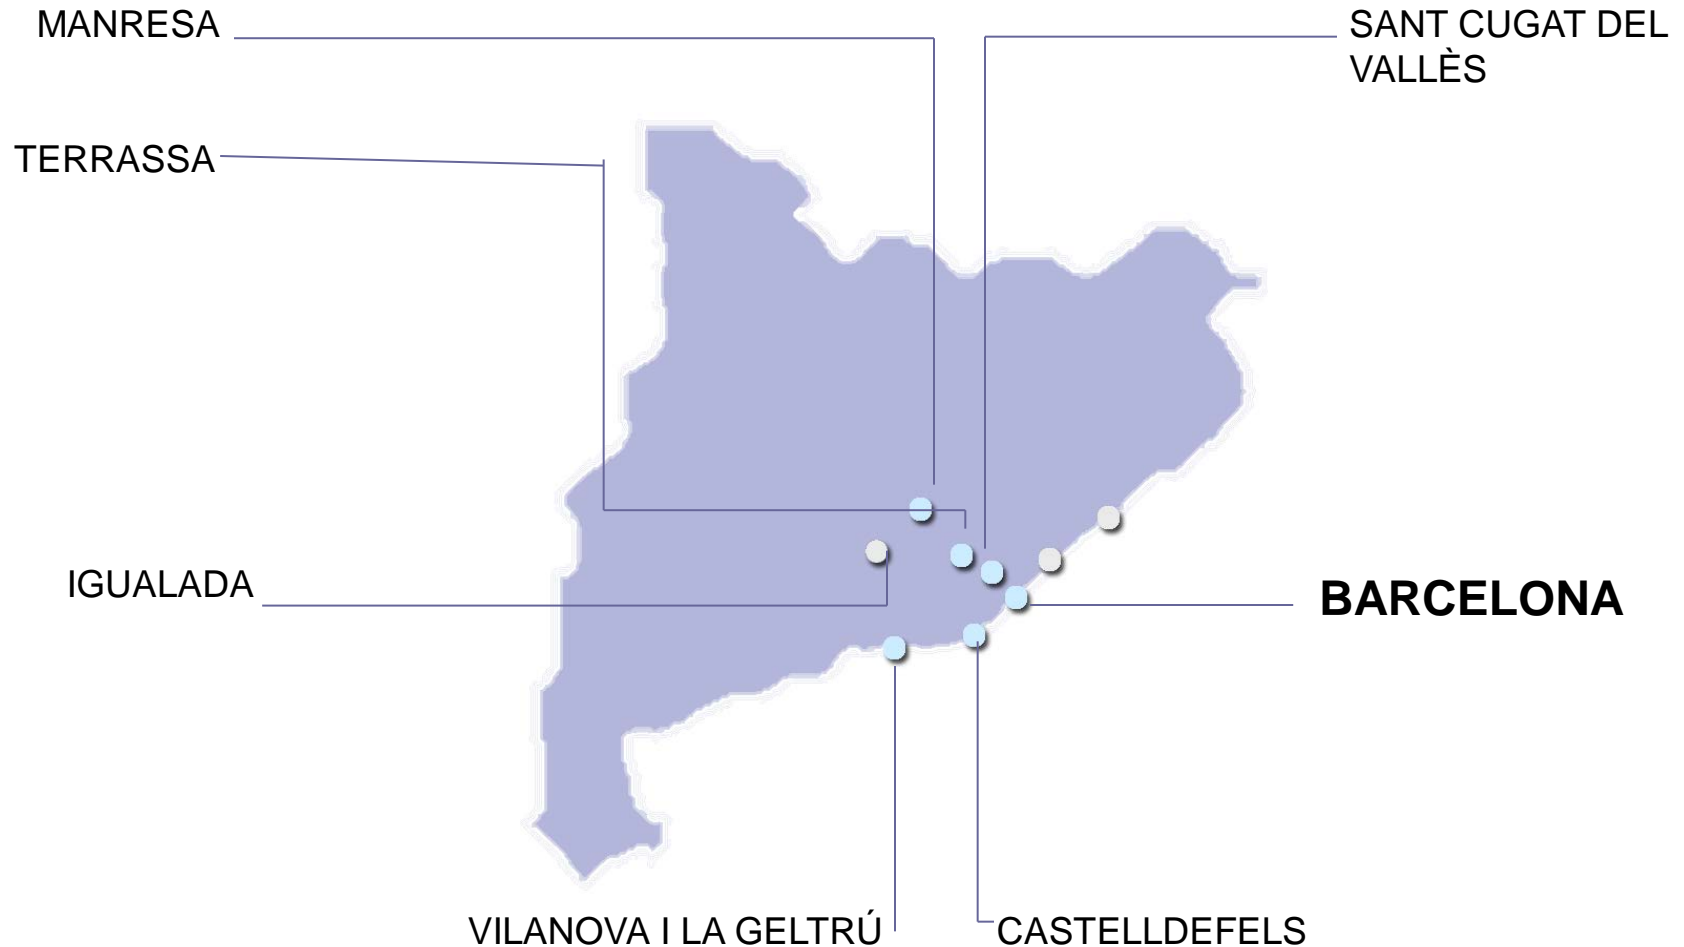 MANRESA
SANT CUGAT DEL
VALLÈS
TERRASSA
IGUALADA
BARCELONA
VILANOVA I LA GELTRÚ
CASTELLDEFELS